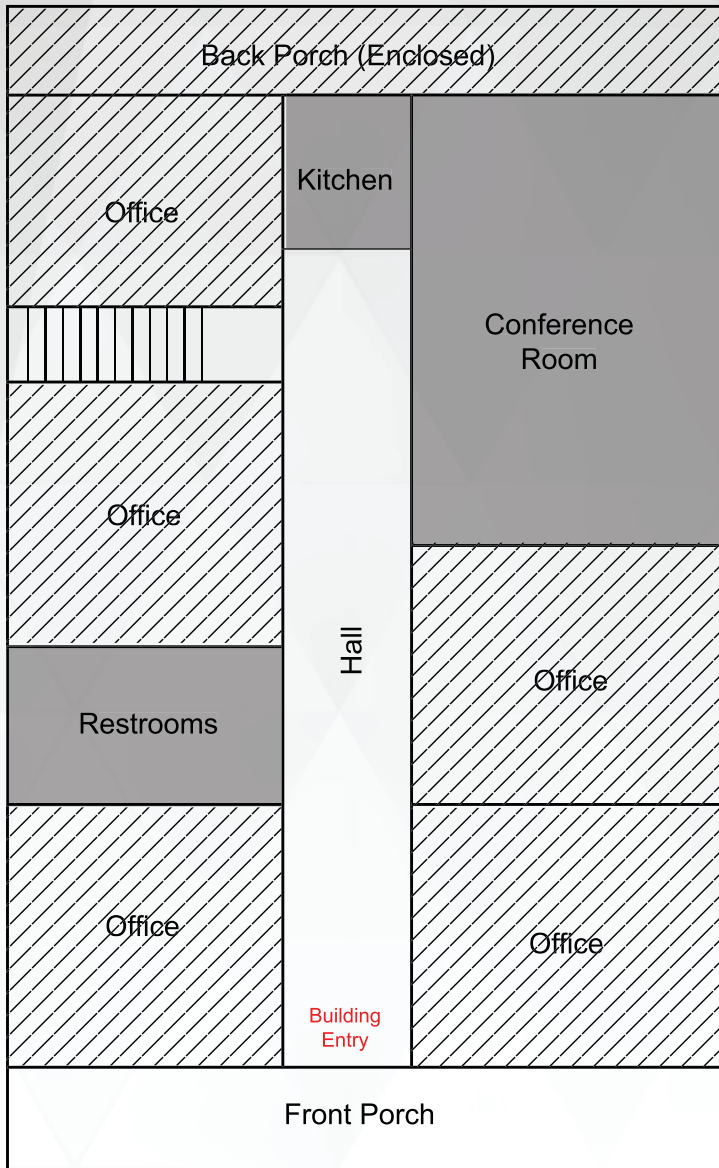 Back Porch (Enclosed)
Kitchen
Office
Conference
Room
Office
Hall
Office
Restrooms
Office
Office
Building
Entry
Front Porch